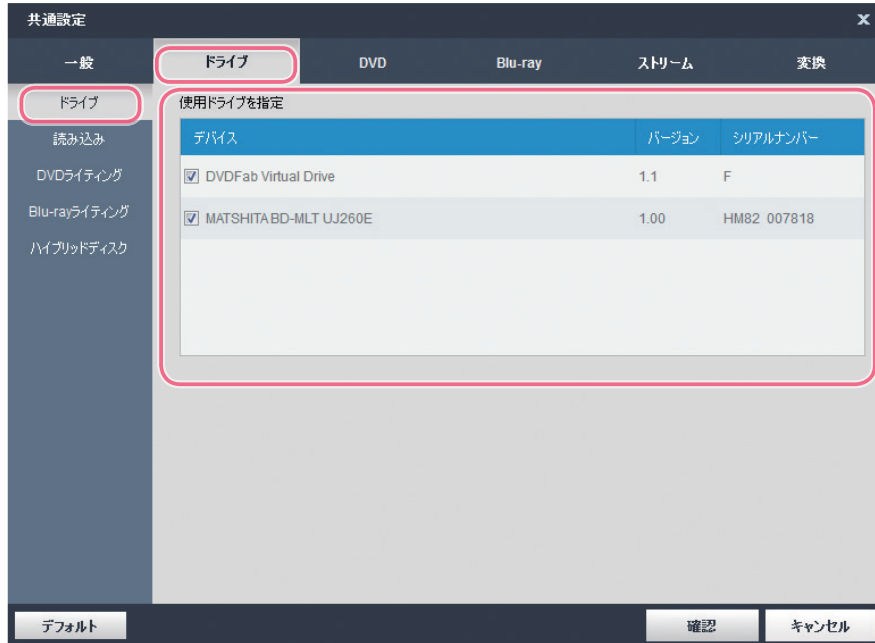 共通設定 x
一般 ドライブ DVD Blu-ray ストリーム 変換
ドライブ
読み込み
DVDライティング
Blu-rayライティング
ハイブリッドディスク
使用ドライブを指定
デバイス バージョン シリアルナンバー
DVDFab Virtual Drive 1.1 F
MATSHITA BD-MLT UJ260E 1.00 HM82 007818
デフォルト 確認 キャンセル